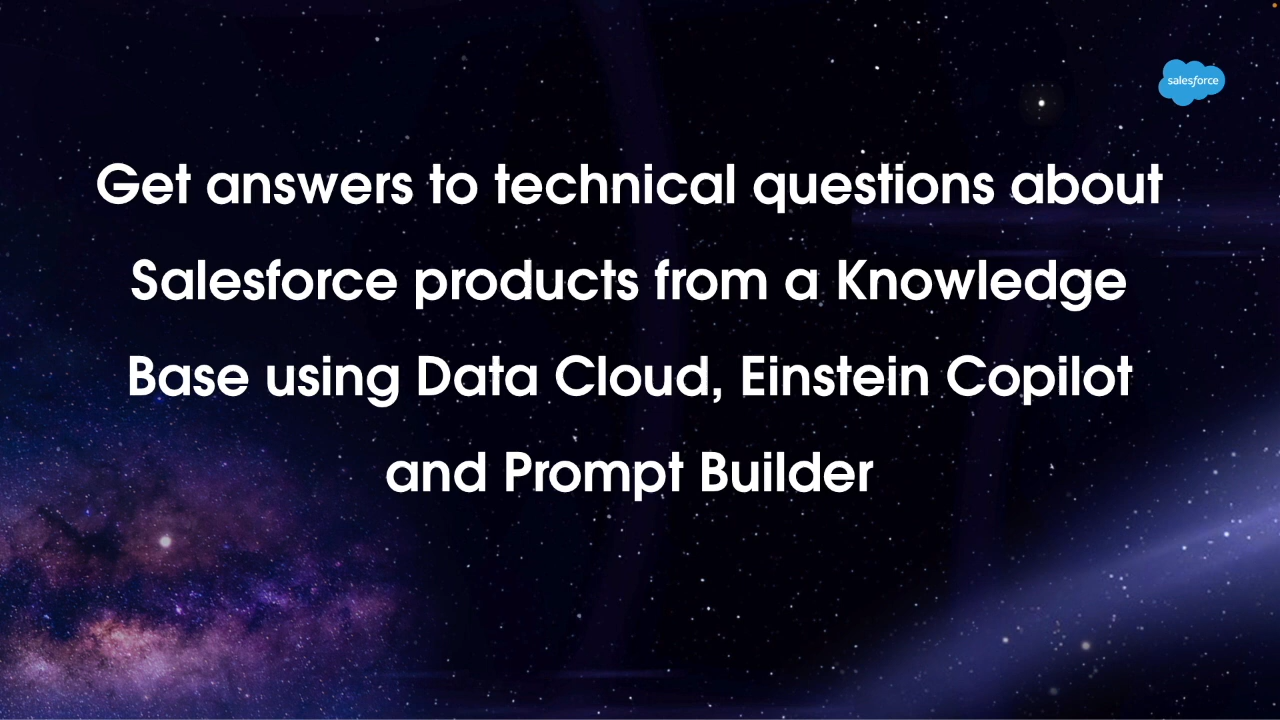 salesforce
Get answers to technical questions about
Salesforce products from a Knowledge
Base using Data Cloud, Einstein Copilot
and Prompt Builder